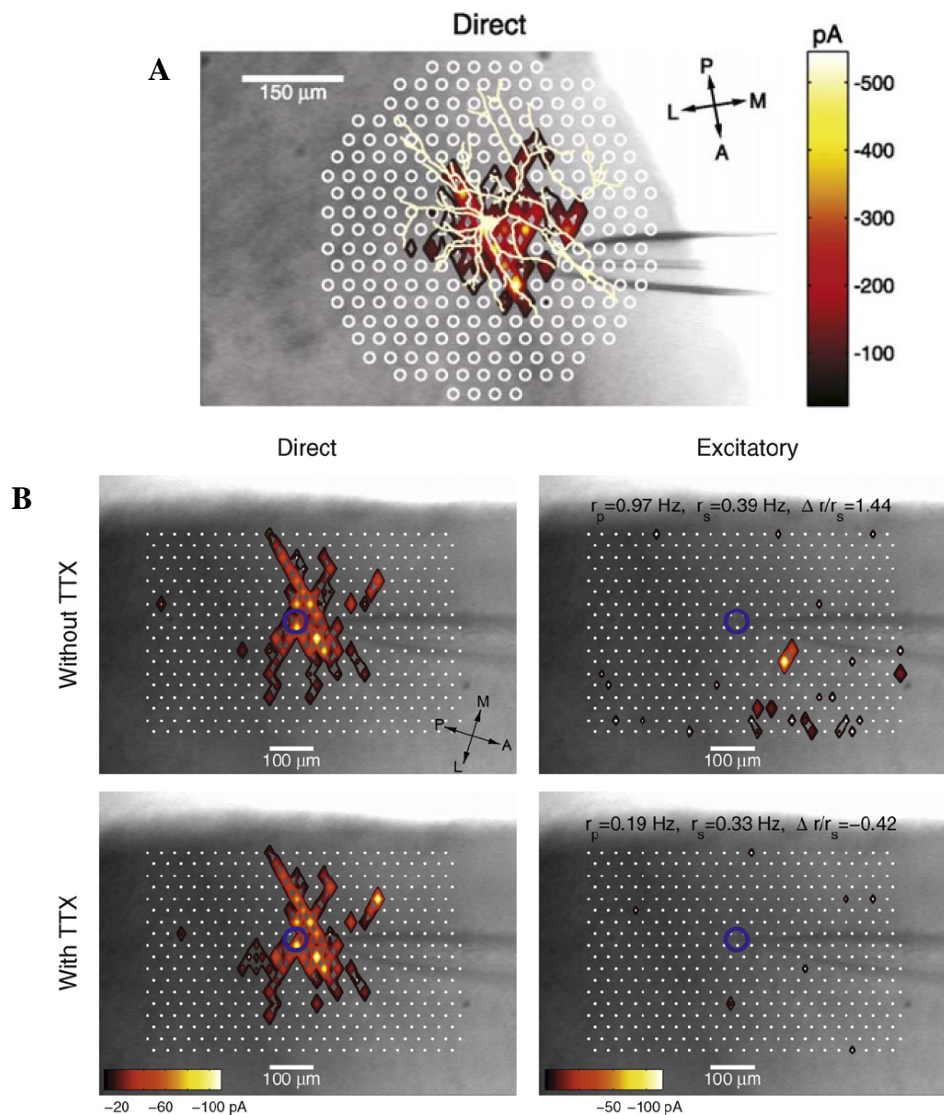 Direct
A
pA
150 μm
P
L
M
A
-500
-400
-300
-200
-100
Direct
Excitatory
B
Without TTX
r_p=0.97 Hz, r_s=0.39 Hz, Δ r/r_s=1.44
M
P
A
L
100 μm
100 μm
With TTX
r_p=0.19 Hz, r_s=0.33 Hz, Δ r/r_s=−0.42
100 μm
100 μm
−20 −60 −100 pA
−50 −100 pA